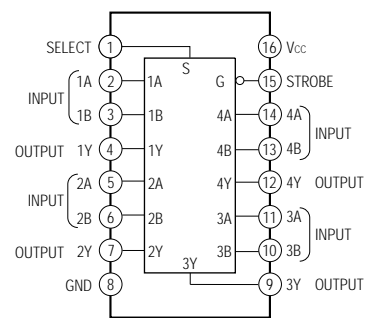 SELECT 1 16 Vcc
S
1A 2 1A G 15 STROBE
INPUT
1B 3 1B 4A 14 4A
INPUT
OUTPUT 1Y 4 1Y 4B 13 4B
2A 5 2A 4Y 12 4Y OUTPUT
INPUT
2B 6 2B 3A 11 3A
INPUT
OUTPUT 2Y 7 2Y 3B 10 3B
3Y
GND 8 9 3Y OUTPUT